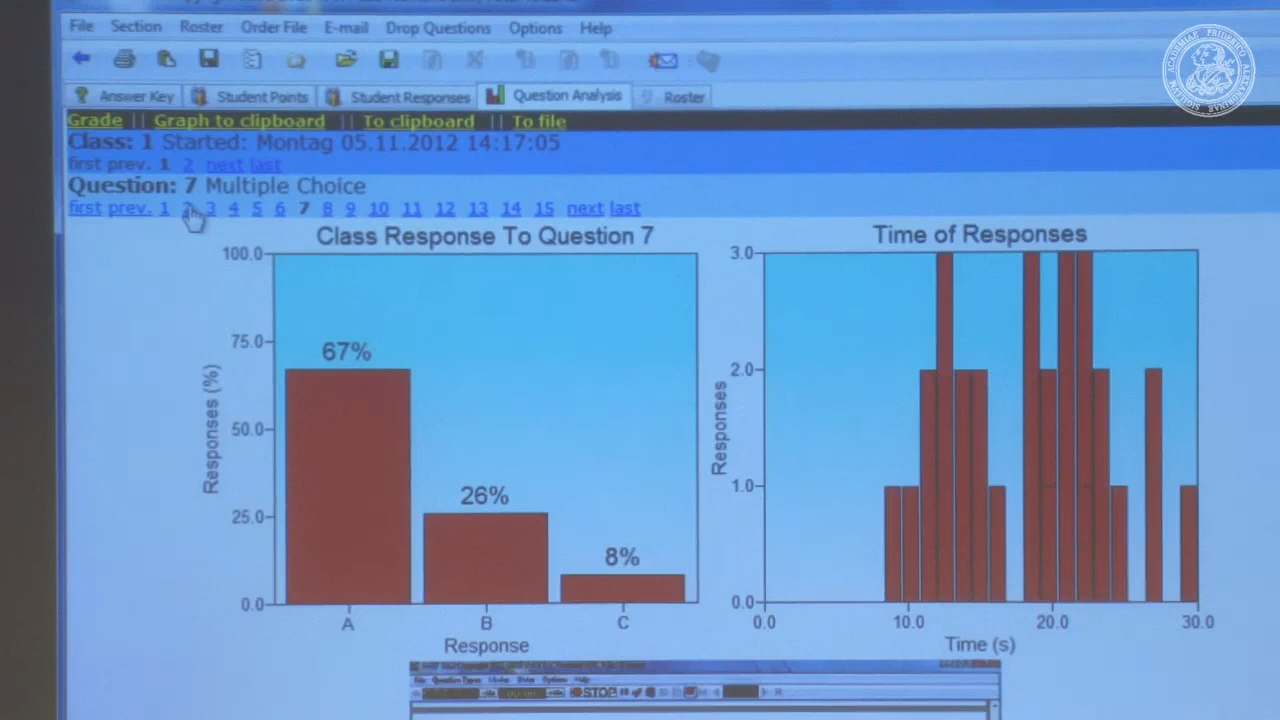 File Section Roster Order File E-mail Drop Questions Options Help
Answer Key Student Points Student Responses Question Analysis Roster
Grade || Graph to clipboard || To clipboard || To file
Class: 1 Started: Montag 05.11.2012 14:17:05
first prev. 1 2 next last
Question: 7 Multiple Choice
first prev. 1 2 3 4 5 6 7 8 9 10 11 12 13 14 15 next last
Class Response To Question 7
100.0
75.0
50.0
25.0
0.0
Responses (%)
67%
26%
8%
A B C
Response
Time of Responses
3.0
2.0
1.0
0.0
Responses
0.0 10.0 20.0 30.0
Time (s)
STOP
ACADEMIAE FRIDERICO ALEXANDRINAE SIGILLUM